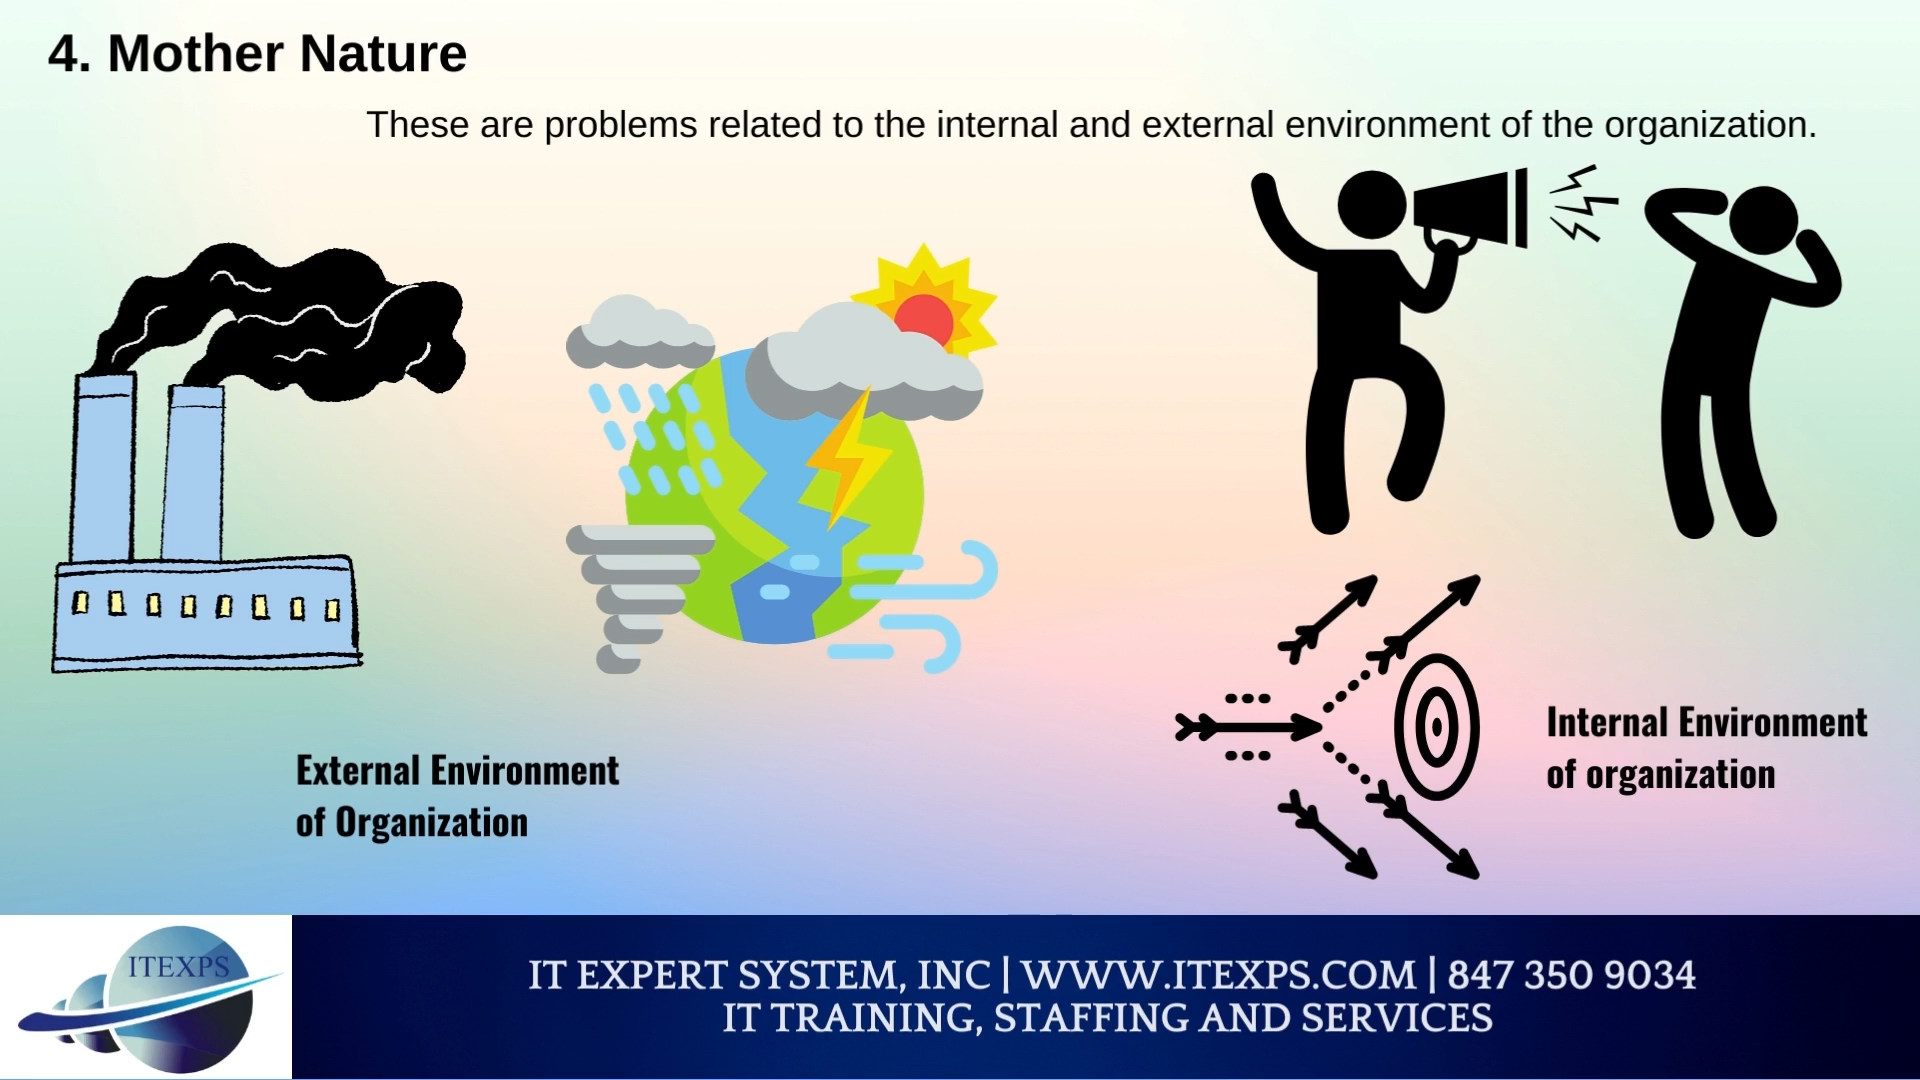 4. Mother Nature
These are problems related to the internal and external environment of the organization.
External Environment
of Organization
Internal Environment
of organization
ITEXPS
IT EXPERT SYSTEM, INC | WWW.ITEXPS.COM | 847 350 9034
IT TRAINING, STAFFING AND SERVICES